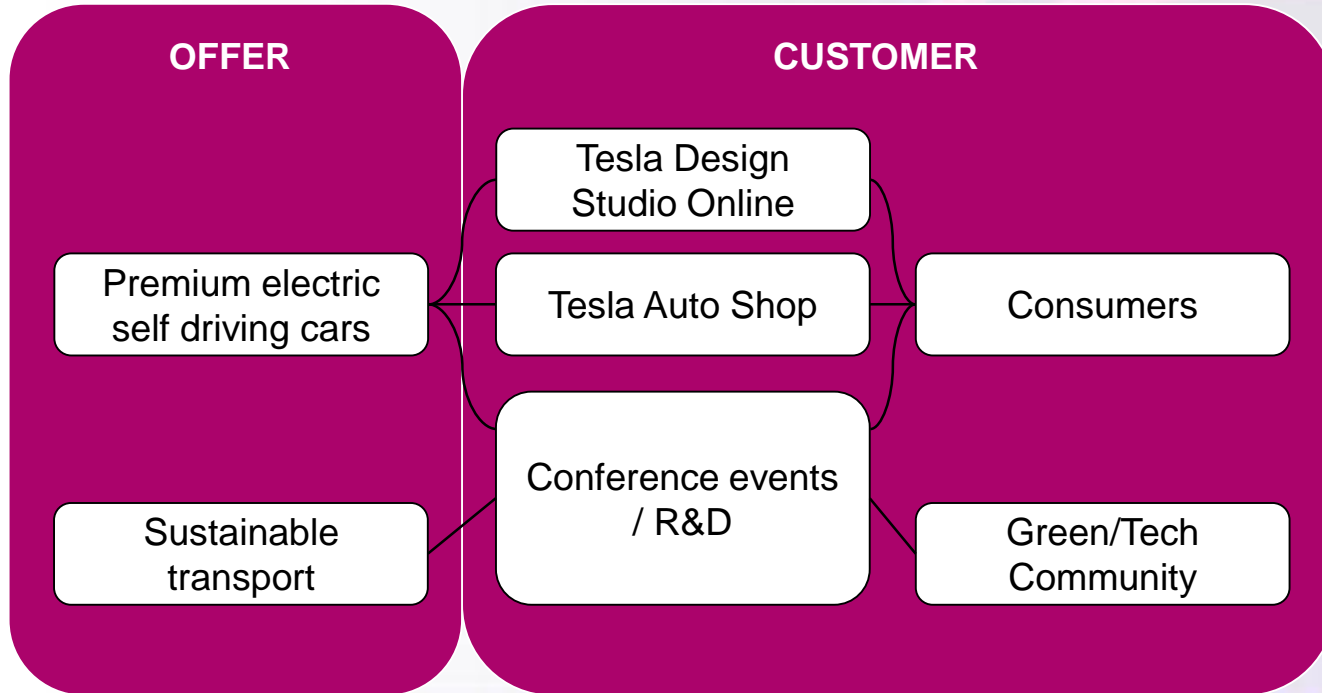 OFFER
CUSTOMER
Tesla Design
Studio Online
Premium electric
self driving cars
Tesla Auto Shop
Consumers
Conference events
/ R&D
Sustainable
transport
Green/Tech
Community